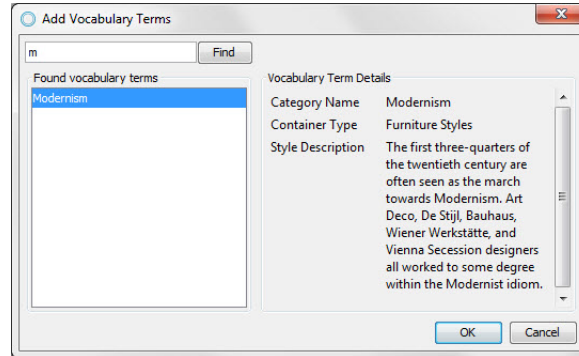 Add Vocabulary Terms
m
Find
Found vocabulary terms
Modernism
Vocabulary Term Details
Category Name Modernism
Container Type Furniture Styles
Style Description The first three-quarters of
the twentieth century are
often seen as the march
towards Modernism. Art
Deco, De Stijl, Bauhaus,
Wiener Werkstätte, and
Vienna Secession designers
all worked to some degree
within the Modernist idiom.
OK Cancel